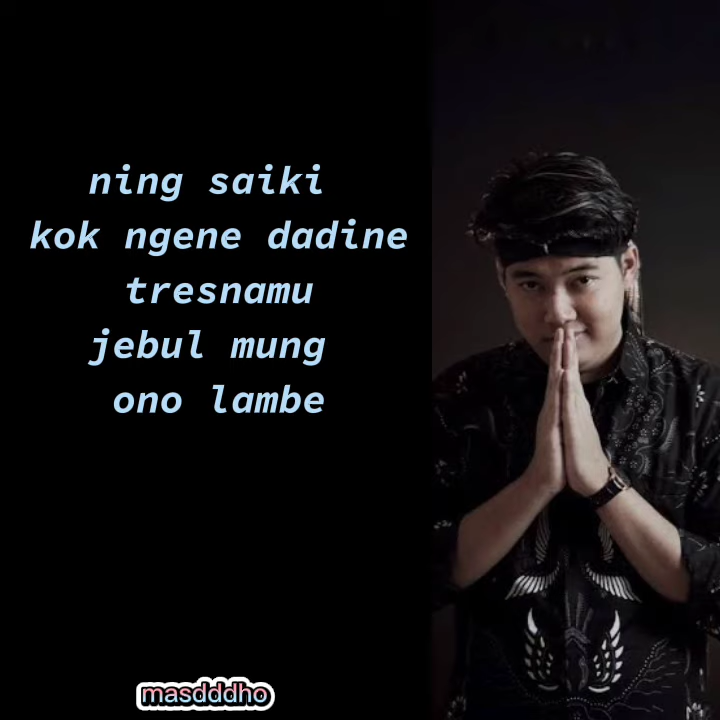 ning saiki
kok ngene dadine
tresnamu
jebul mung
ono lambe
masdddho